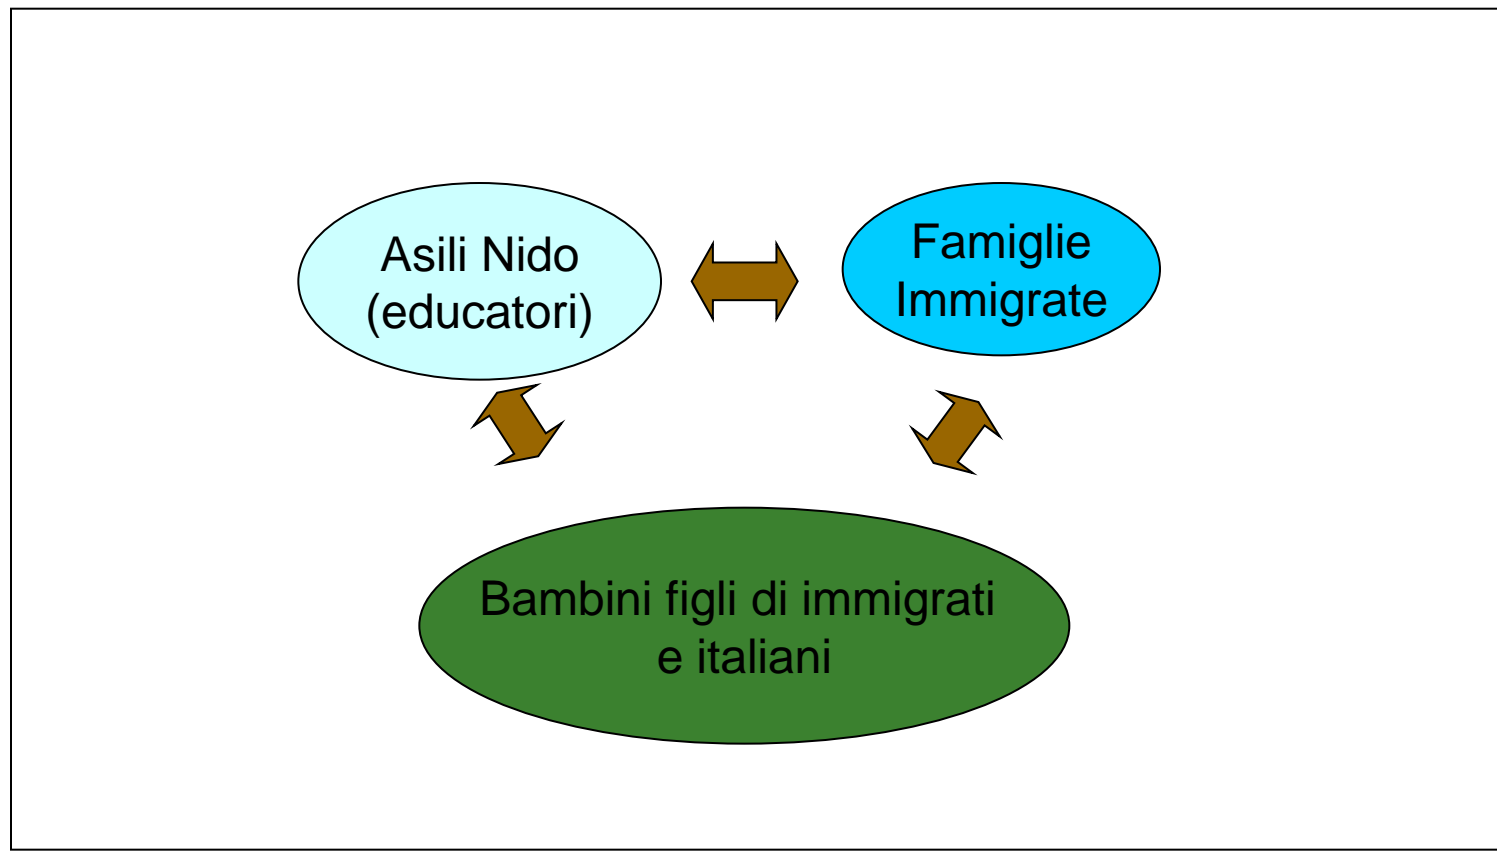 Asili Nido
(educatori)
Famiglie
Immigrate
Bambini figli di immigrati
e italiani